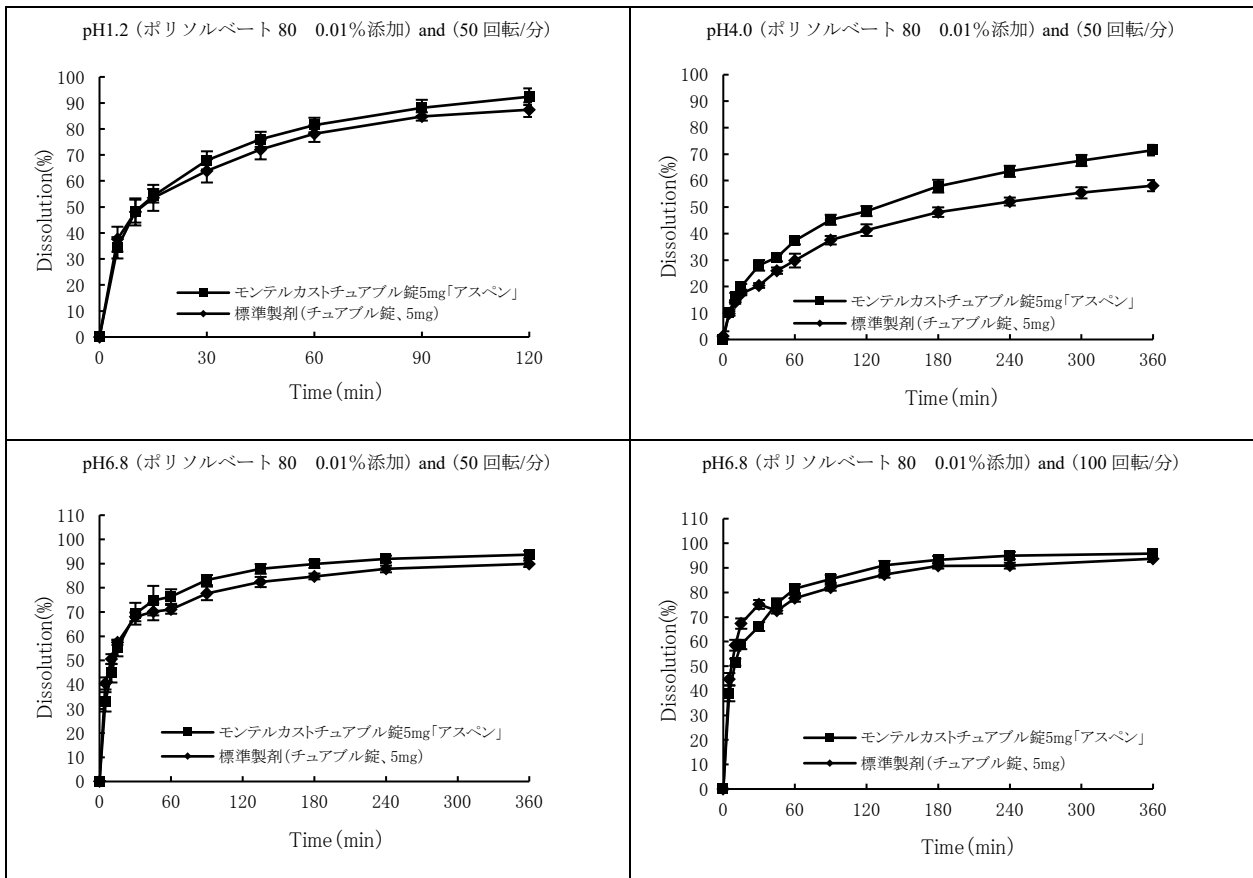 pH1.2（ポリソルベート 80　0.01％添加）and（50 回転/分）
100
90
80
70
60
50
40
30
20
10
0
Dissolution(%)
モンテルカストチュアブル錠5mg「アスペン」
標準製剤(チュアブル錠、5mg)
0 30 60 90 120
Time(min)
pH4.0（ポリソルベート 80　0.01％添加）and（50 回転/分）
100
90
80
70
60
50
40
30
20
10
0
Dissolution(%)
モンテルカストチュアブル錠5mg「アスペン」
標準製剤(チュアブル錠、5mg)
0 60 120 180 240 300 360
Time(min)
pH6.8（ポリソルベート 80　0.01％添加）and（50 回転/分）
110
100
90
80
70
60
50
40
30
20
10
0
Dissolution(%)
モンテルカストチュアブル錠5mg「アスペン」
標準製剤(チュアブル錠、5mg)
0 60 120 180 240 300 360
Time(min)
pH6.8（ポリソルベート 80　0.01％添加）and（100 回転/分）
110
100
90
80
70
60
50
40
30
20
10
0
Dissolution(%)
モンテルカストチュアブル錠5mg「アスペン」
標準製剤(チュアブル錠、5mg)
0 60 120 180 240 300 360
Time(min)